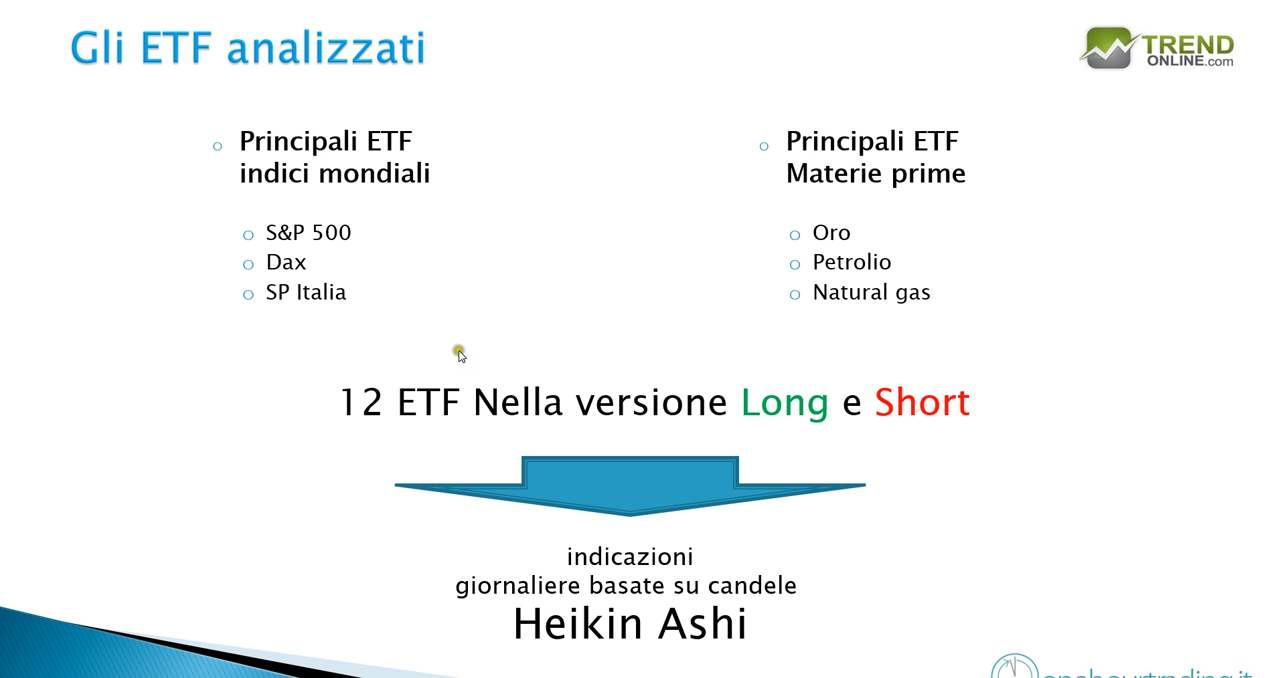 Gli ETF analizzati
TREND
ONLINE.com
Principali ETF
indici mondiali
S&P 500
Dax
SP Italia
Principali ETF
Materie prime
Oro
Petrolio
Natural gas
12 ETF Nella versione Long e Short
indicazioni
giornaliere basate su candele
Heikin Ashi